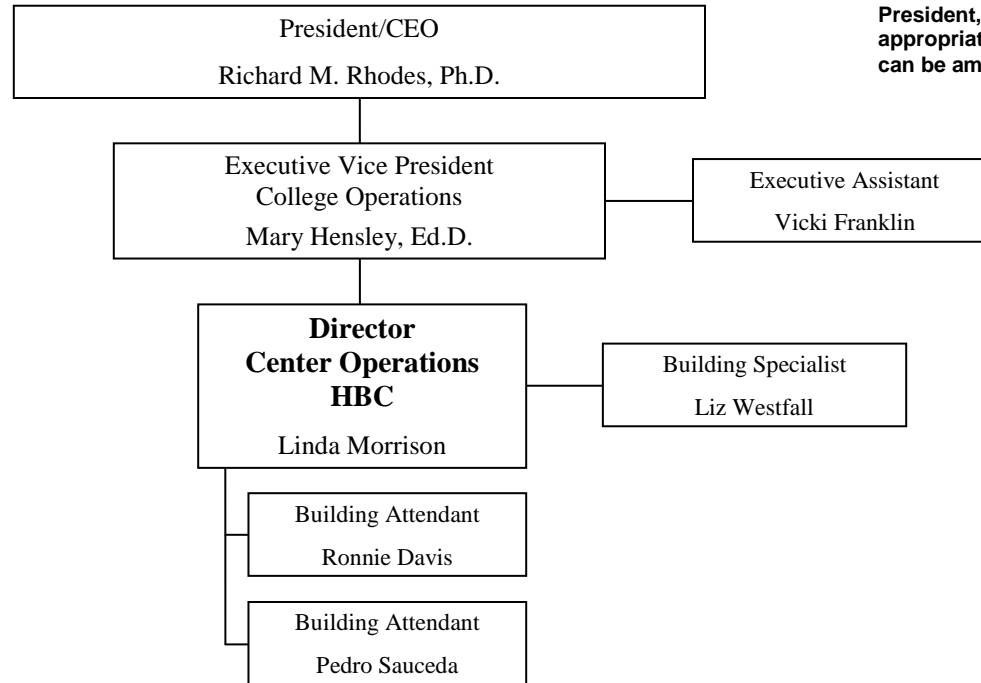 President/CEO
Richard M. Rhodes, Ph.D.
President,
can be am
Executive Vice President
College Operations
Mary Hensley, Ed.D.
Executive Assistant
Vicki Franklin
Director
Center Operations
HBC
Linda Morrison
Building Specialist
Liz Westfall
Building Attendant
Ronnie Davis
Building Attendant
Pedro Sauceda